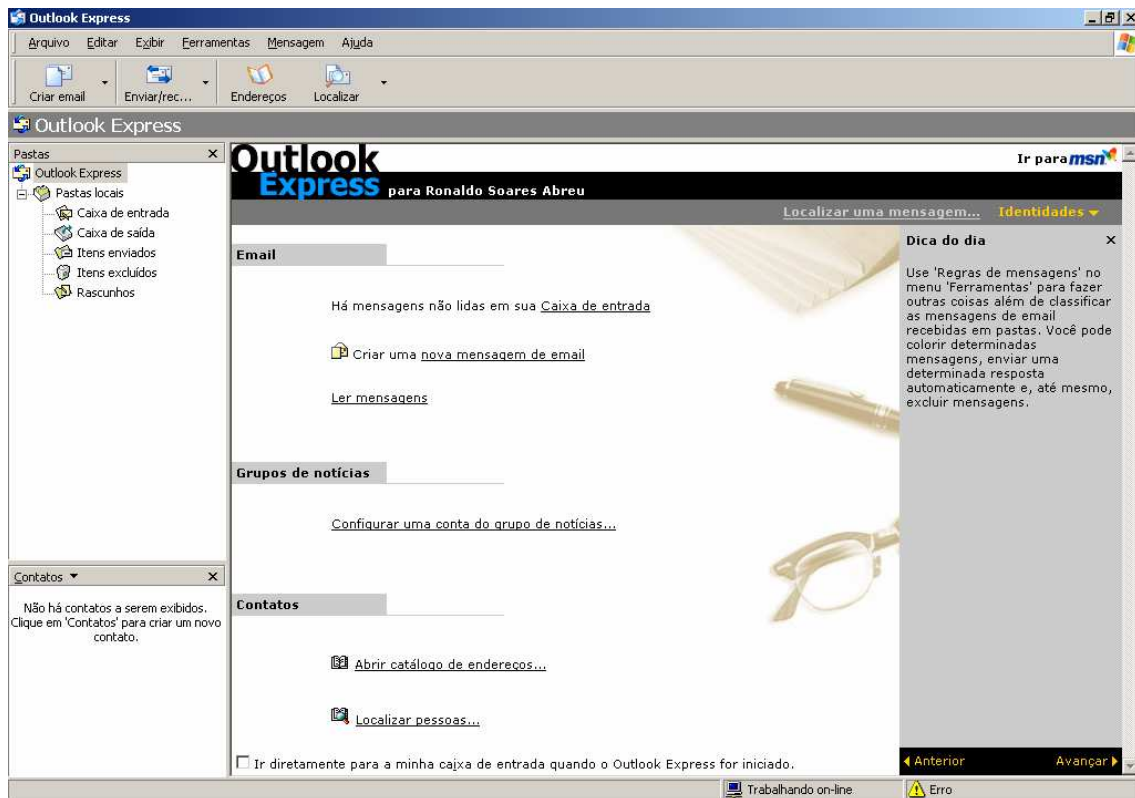 Outlook Express
Arquivo Editar Exibir Ferramentas Mensagem Ajuda
Criar email Enviar/rec... Endereços Localizar
Outlook Express
Pastas
Outlook Express
Pastas locais
Caixa de entrada
Caixa de saída
Itens enviados
Itens excluídos
Rascunhos
Contatos
Não há contatos a serem exibidos.
Clique em 'Contatos' para criar um novo
contato.
Outlook
Express para Ronaldo Soares Abreu
Ir para msn
Localizar uma mensagem... Identidades
Email
Há mensagens não lidas em sua Caixa de entrada
Criar uma nova mensagem de email
Ler mensagens
Grupos de notícias
Configurar uma conta do grupo de notícias...
Contatos
Abrir catálogo de endereços...
Localizar pessoas...
Ir diretamente para a minha caixa de entrada quando o Outlook Express for iniciado.
Dica do dia
Use 'Regras de mensagens' no
menu 'Ferramentas' para fazer
outras coisas além de classificar
as mensagens de email
recebidas em pastas. Você pode
colorir determinadas
mensagens, enviar uma
determinada resposta
automaticamente e, até mesmo,
excluir mensagens.
Anterior Avançar
Trabalhando on-line Erro